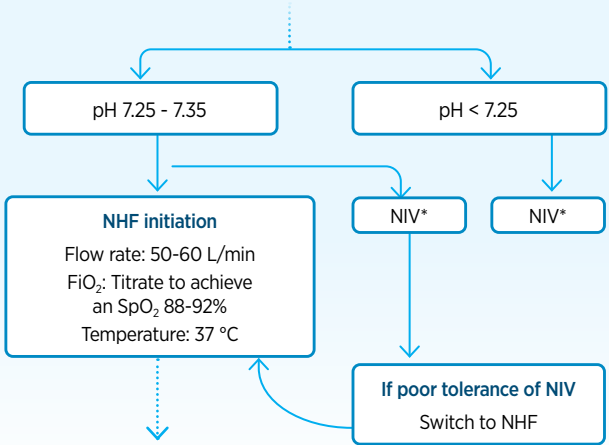 pH 7.25 - 7.35
pH < 7.25
NHF initiation
Flow rate: 50-60 L/min
FiO₂: Titrate to achieve
an SpO₂ 88-92%
Temperature: 37 °C
NIV*
NIV*
If poor tolerance of NIV
Switch to NHF